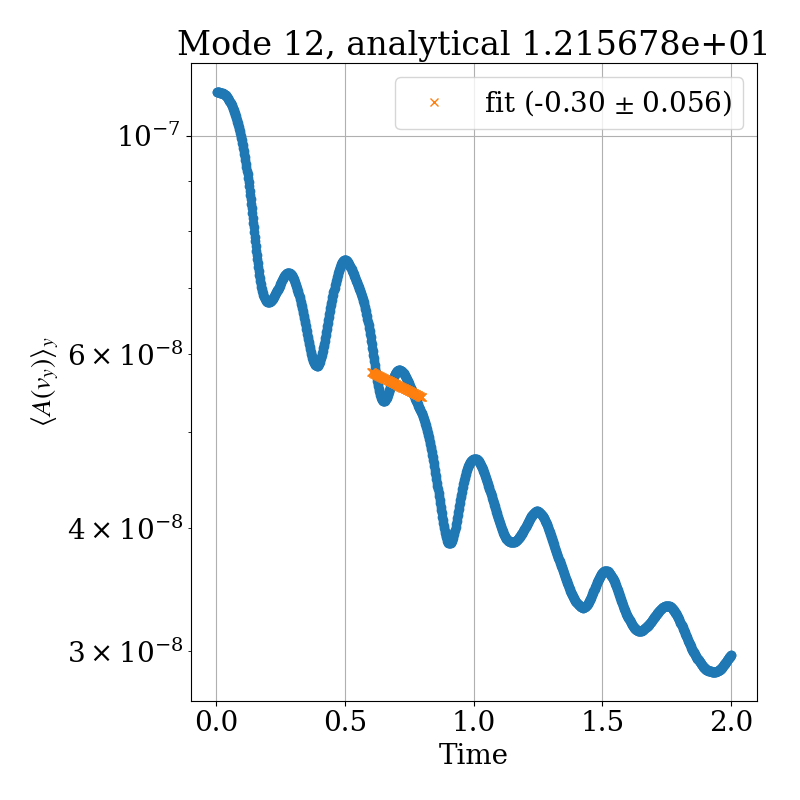 Mode 12, analytical 1.215678e+01
fit (-0.30 ± 0.056)
10⁻⁷
6 × 10⁻⁸
4 × 10⁻⁸
3 × 10⁻⁸
⟨A(v_y)⟩_y
0.0 0.5 1.0 1.5 2.0
Time